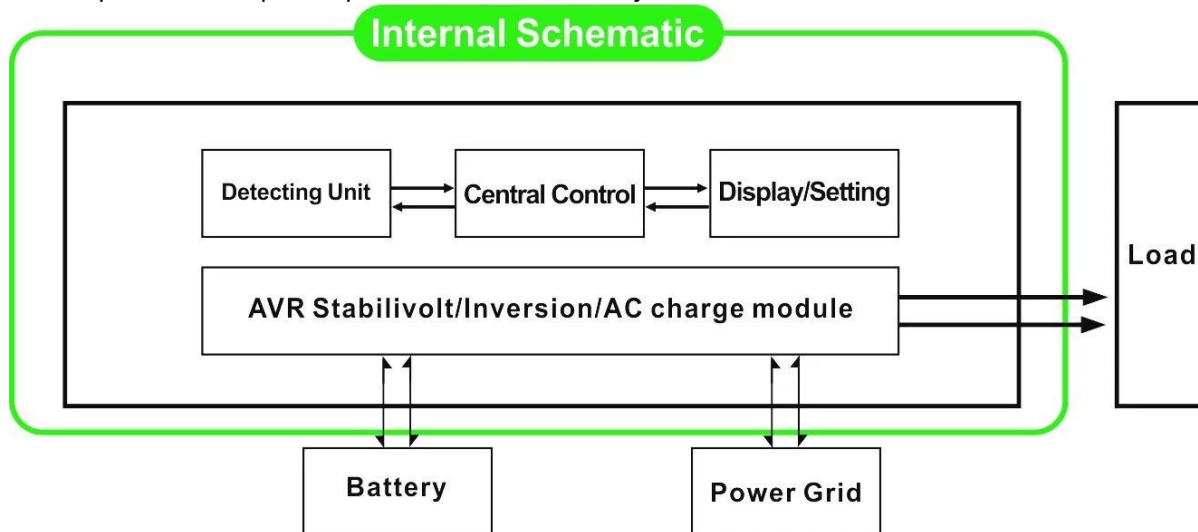 Internal Schematic
Detecting Unit
Central Control
Display/Setting
Load
AVR Stabilivolt/Inversion/AC charge module
Battery
Power Grid